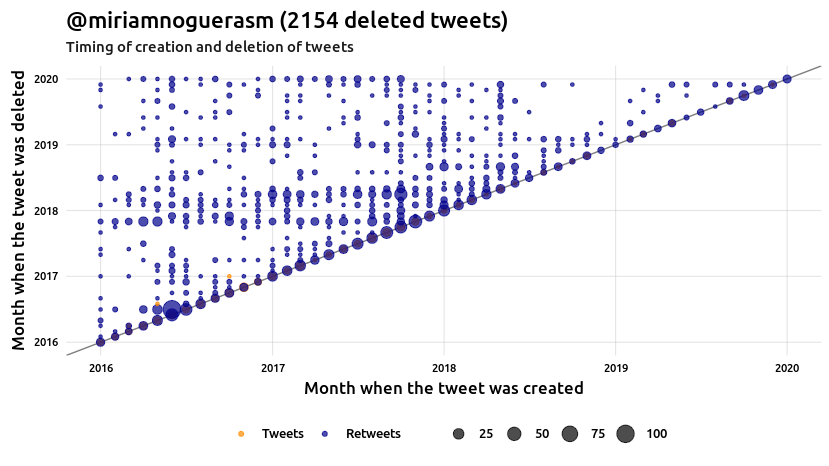 @miriamnoguerasm (2154 deleted tweets)
Timing of creation and deletion of tweets
Month when the tweet was deleted
2020
2019
2018
2017
2016
2016 2017 2018 2019 2020
Month when the tweet was created
Tweets Retweets 25 50 75 100